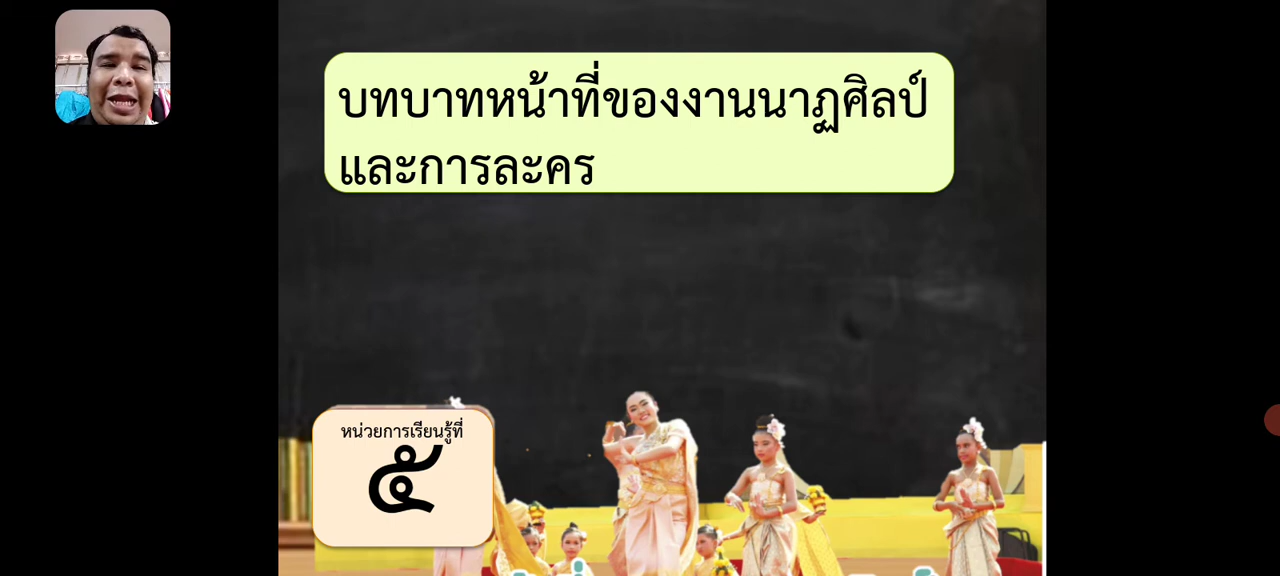 บทบาทหน้าที่ของงานนาฏศิลป์
และการละคร
หน่วยการเรียนรู้ที่
๕